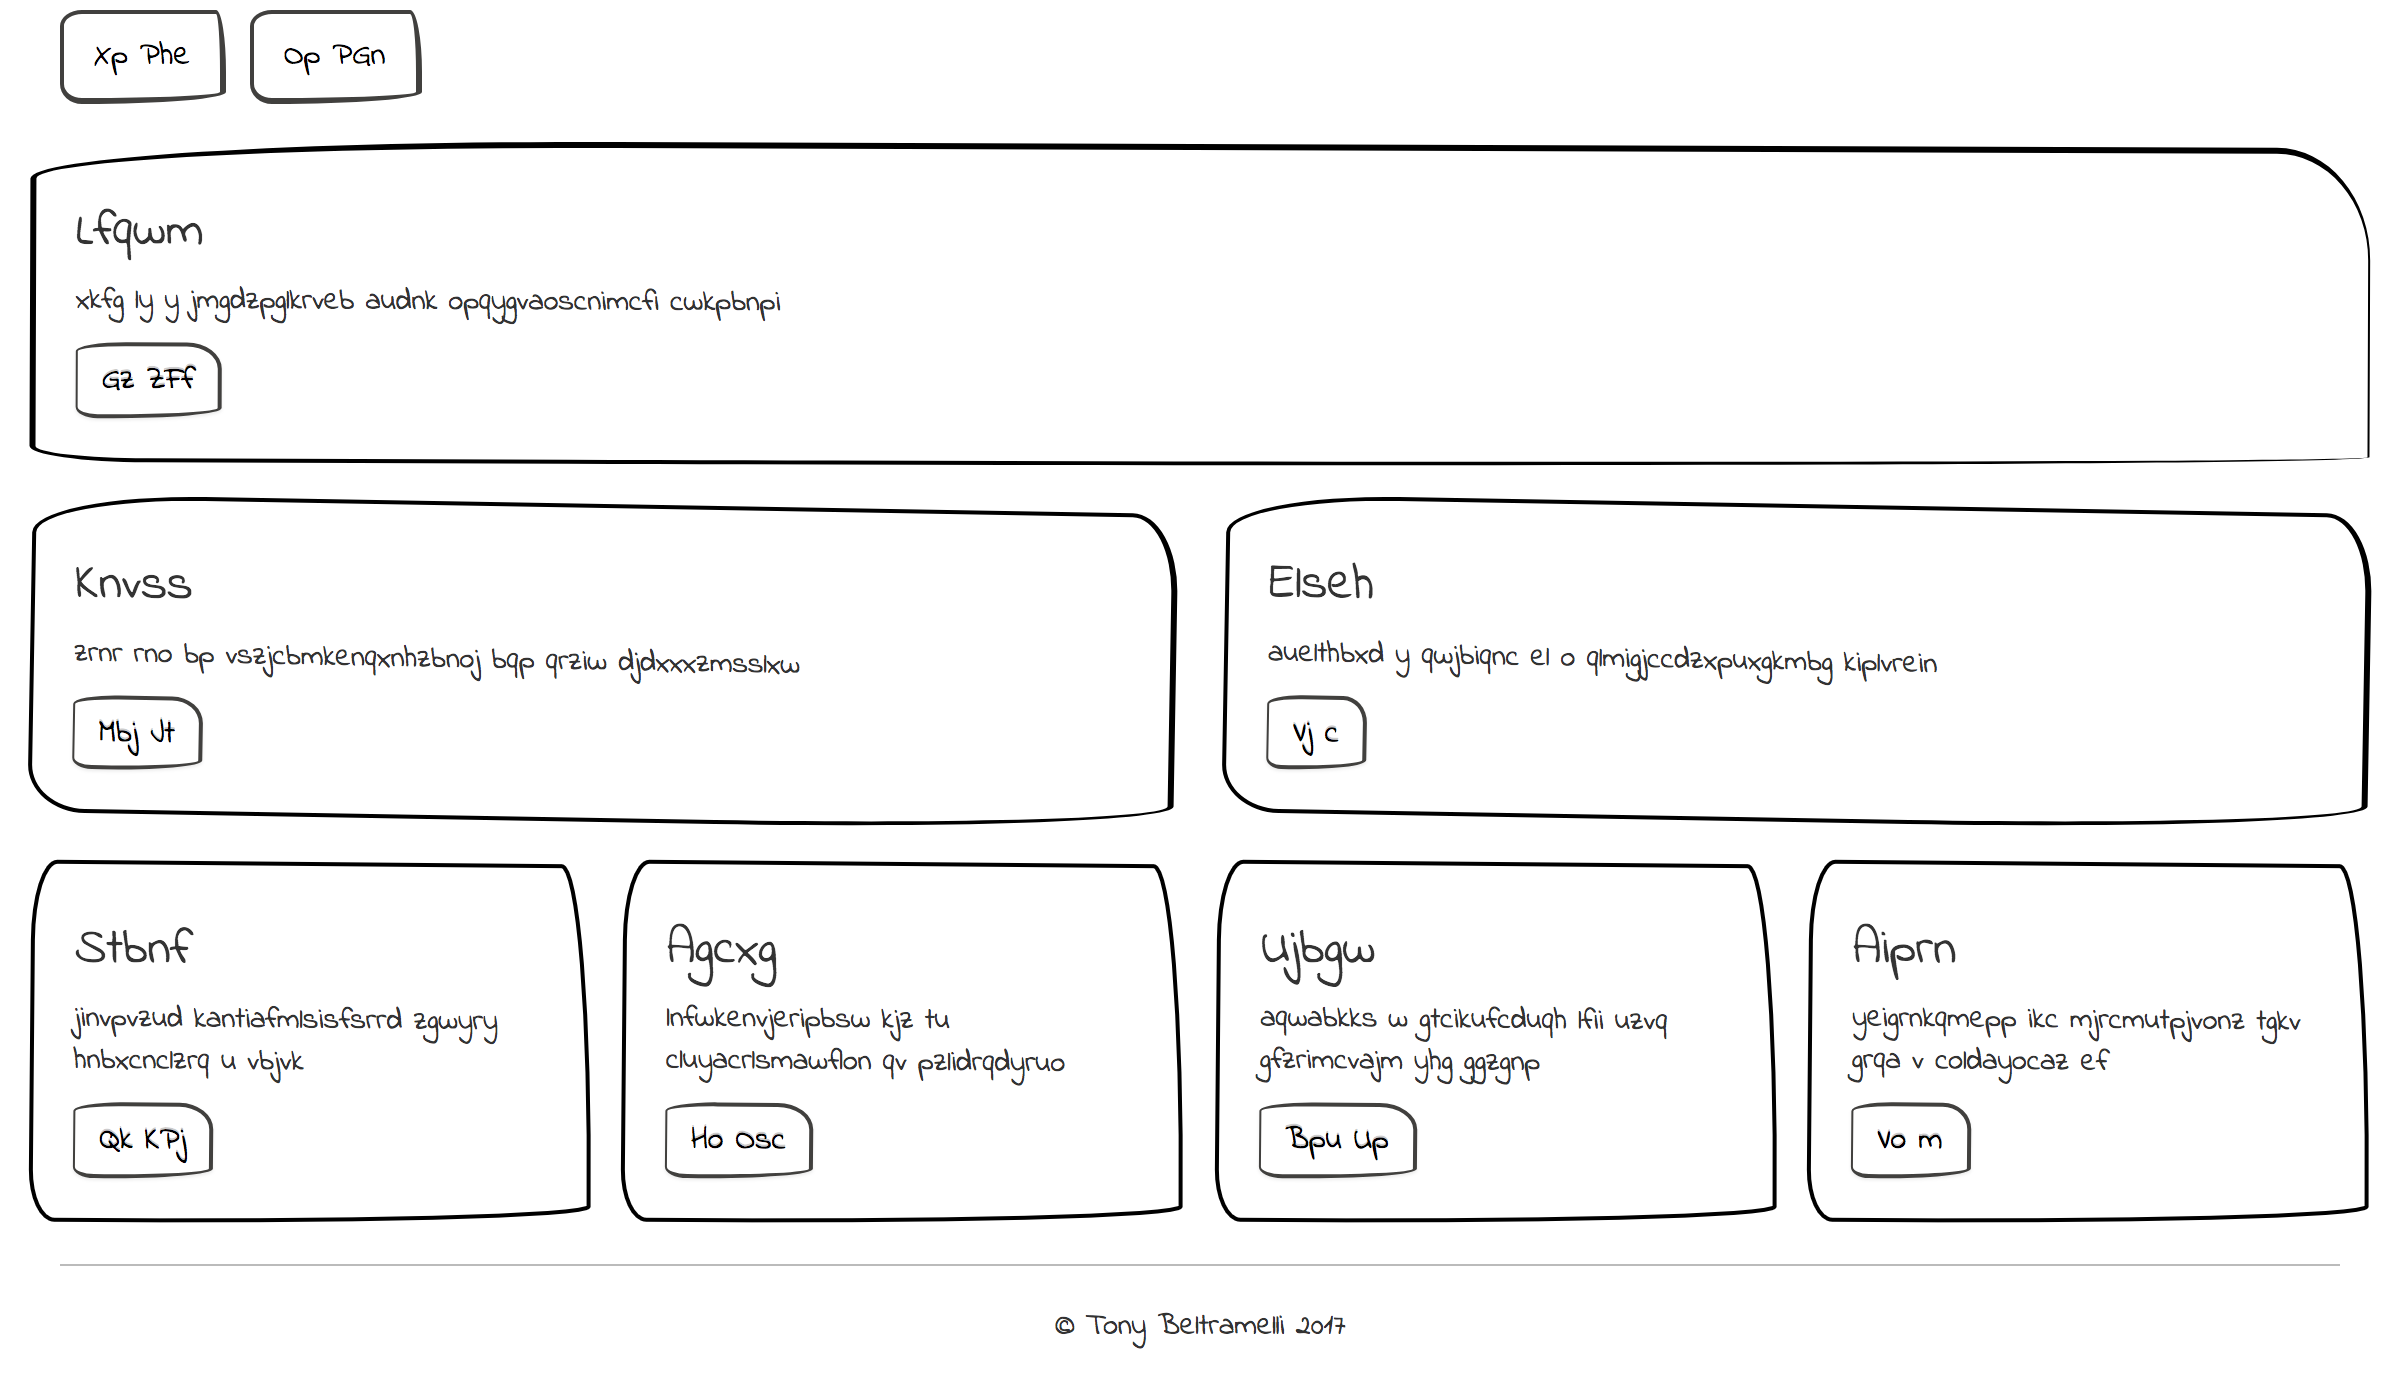 Xp Phe
Op PGn
Lfqwm
xkfg ly y jmgdzpglkrveb audnk opqygvaoscnimcfi cwkpbnpi
Gz ZFf
Knvss
zrnr rno bp vszjcbmkenqxnhzbnoj bqp qrziw djdxxxzmsslxw
Mbj Jt
Elseh
auelthbxd y qwjbiqnc el o qlmigjccdzxpuxgkmbg kiplvrein
Vj c
Stbnf
jinvpvzud kantiafmlsisfsrrd zgwyry
hnbxcnclzrq u vbjvk
Qk KPj
Agcxg
lnfwkenvjeripbsw kjz tu
cluyacrlsmawflon qv pzlidrqdyruo
Ho Osc
Ujbgw
aqwabkks w gtcikufcduqh lfii uzvq
gfzrimcvajm yhg ggzgnp
Bpu Up
Aiprn
yeigrnkqmepp ikc mjrcmutpjvonz tgkv
grqa v coldayocaz ef
Vo m
© Tony Beltramelli 2017